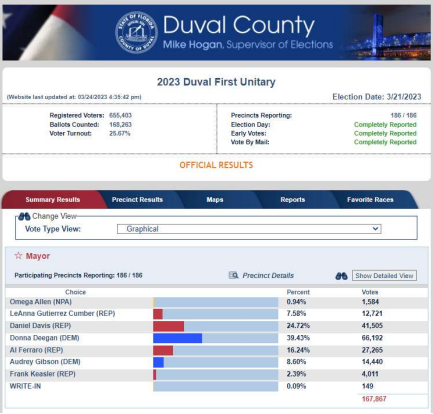 Duval County
Mike Hogan, Supervisor of Elections
2023 Duval First Unitary
(Website last updated at: 03/24/2023 4:35:42 pm)
Election Date: 3/21/2023
Registered Voters: 655,403
Ballots Counted: 168,263
Voter Turnout: 25.67%
Precincts Reporting: 186 / 186
Election Day: Completely Reported
Early Votes: Completely Reported
Vote By Mail: Completely Reported
OFFICIAL RESULTS
Summary Results Precinct Results Maps Reports Favorite Races
Change View
Vote Type View: Graphical
Mayor
Participating Precincts Reporting: 186 / 186 Precinct Details Show Detailed View
Choice Percent Votes
Omega Allen (NPA) 0.94% 1,584
LeAnna Gutierrez Cumber (REP) 7.58% 12,721
Daniel Davis (REP) 24.72% 41,505
Donna Deegan (DEM) 39.43% 66,192
Al Ferraro (REP) 16.24% 27,265
Audrey Gibson (DEM) 8.60% 14,440
Frank Keasler (REP) 2.39% 4,011
WRITE-IN 0.09% 149
167,867